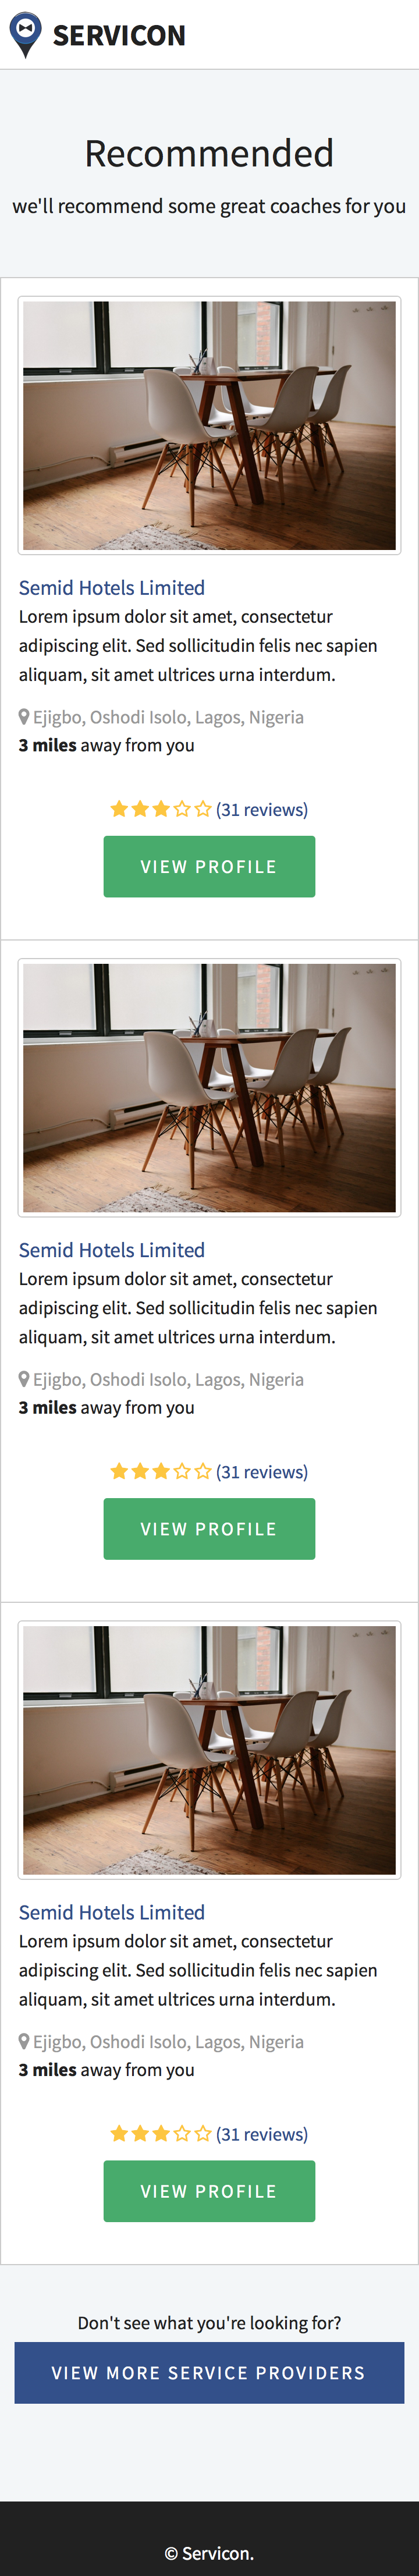 SERVICON
Recommended
we'll recommend some great coaches for you
Semid Hotels Limited
Lorem ipsum dolor sit amet, consectetur
adipiscing elit. Sed sollicitudin felis nec sapien
aliquam, sit amet ultrices urna interdum.
Ejigbo, Oshodi Isolo, Lagos, Nigeria
3 miles away from you
(31 reviews)
VIEW PROFILE
Semid Hotels Limited
Lorem ipsum dolor sit amet, consectetur
adipiscing elit. Sed sollicitudin felis nec sapien
aliquam, sit amet ultrices urna interdum.
Ejigbo, Oshodi Isolo, Lagos, Nigeria
3 miles away from you
(31 reviews)
VIEW PROFILE
Semid Hotels Limited
Lorem ipsum dolor sit amet, consectetur
adipiscing elit. Sed sollicitudin felis nec sapien
aliquam, sit amet ultrices urna interdum.
Ejigbo, Oshodi Isolo, Lagos, Nigeria
3 miles away from you
(31 reviews)
VIEW PROFILE
Don't see what you're looking for?
VIEW MORE SERVICE PROVIDERS
© Servicon.